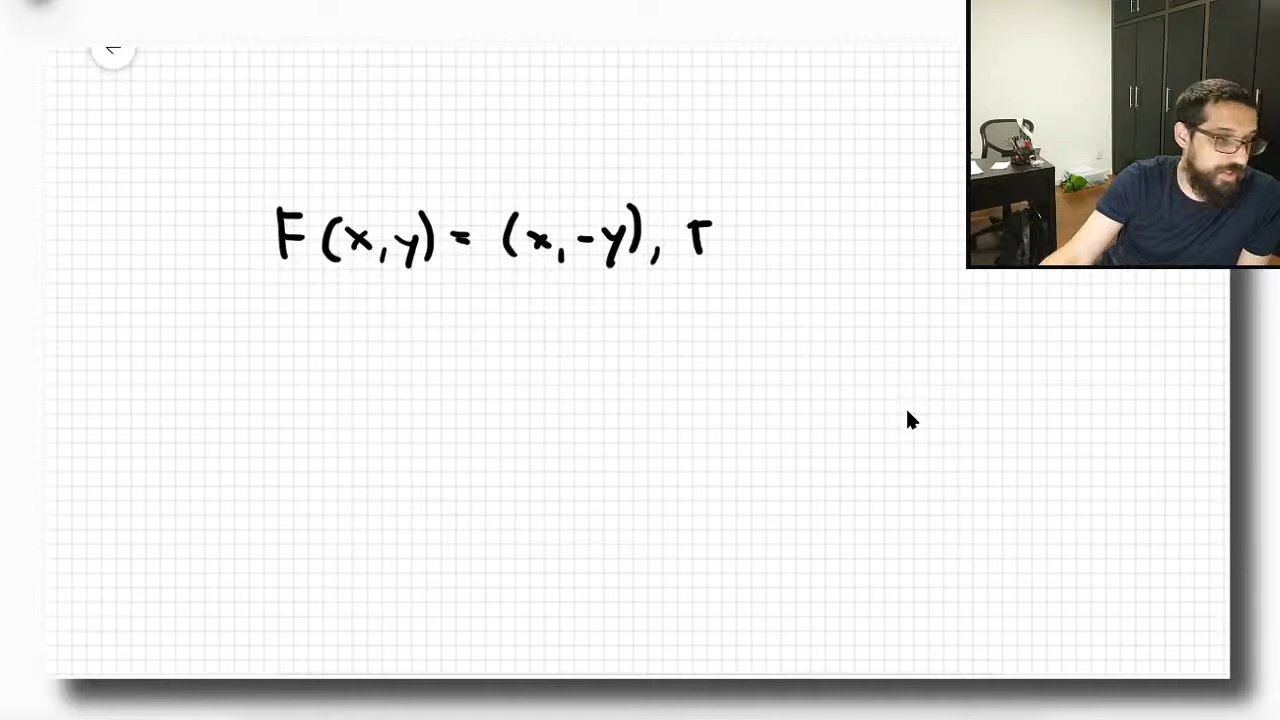 F(x,y) = (x,-y), r